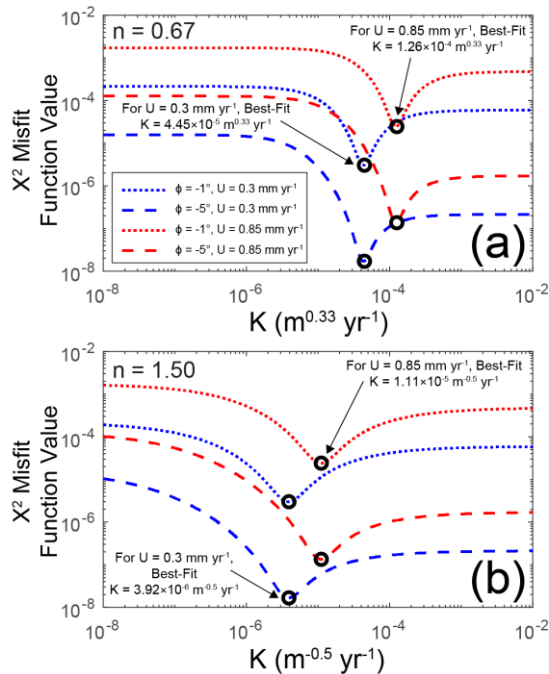 n = 0.67
(a)
For U = 0.85 mm yr⁻¹, Best-Fit
K = 1.26×10⁻⁴ m⁰·³³ yr⁻¹
For U = 0.3 mm yr⁻¹, Best-Fit
K = 4.45×10⁻⁵ m⁰·³³ yr⁻¹
ϕ = -1°, U = 0.3 mm yr⁻¹
ϕ = -5°, U = 0.3 mm yr⁻¹
ϕ = -1°, U = 0.85 mm yr⁻¹
ϕ = -5°, U = 0.85 mm yr⁻¹
X² Misfit
Function Value
10⁻²
10⁻⁴
10⁻⁶
10⁻⁸
10⁻⁸
10⁻⁶
10⁻⁴
10⁻²
K (m⁰·³³ yr⁻¹)
n = 1.50
(b)
For U = 0.85 mm yr⁻¹, Best-Fit
K = 1.11×10⁻⁵ m⁻⁰·⁵ yr⁻¹
For U = 0.3 mm yr⁻¹,
Best-Fit
K = 3.92×10⁻⁶ m⁻⁰·⁵ yr⁻¹
X² Misfit
Function Value
10⁻²
10⁻⁴
10⁻⁶
10⁻⁸
10⁻⁸
10⁻⁶
10⁻⁴
10⁻²
K (m⁻⁰·⁵ yr⁻¹)